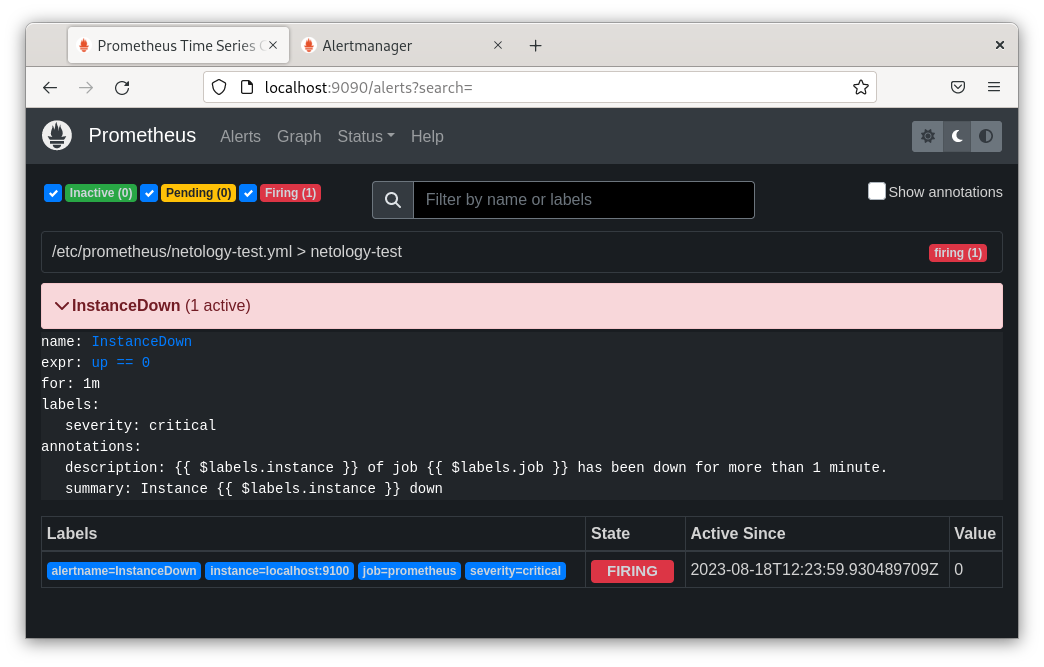 Prometheus Time Series C
Alertmanager
localhost:9090/alerts?search=
Prometheus Alerts Graph Status Help
Inactive (0) Pending (0) Firing (1) Filter by name or labels Show annotations
/etc/prometheus/netology-test.yml > netology-test firing (1)
InstanceDown (1 active)
name: InstanceDown
expr: up == 0
for: 1m
labels:
severity: critical
annotations:
description: {{ $labels.instance }} of job {{ $labels.job }} has been down for more than 1 minute.
summary: Instance {{ $labels.instance }} down
Labels State Active Since Value
alertname=InstanceDown instance=localhost:9100 job=prometheus severity=critical FIRING 2023-08-18T12:23:59.930489709Z 0